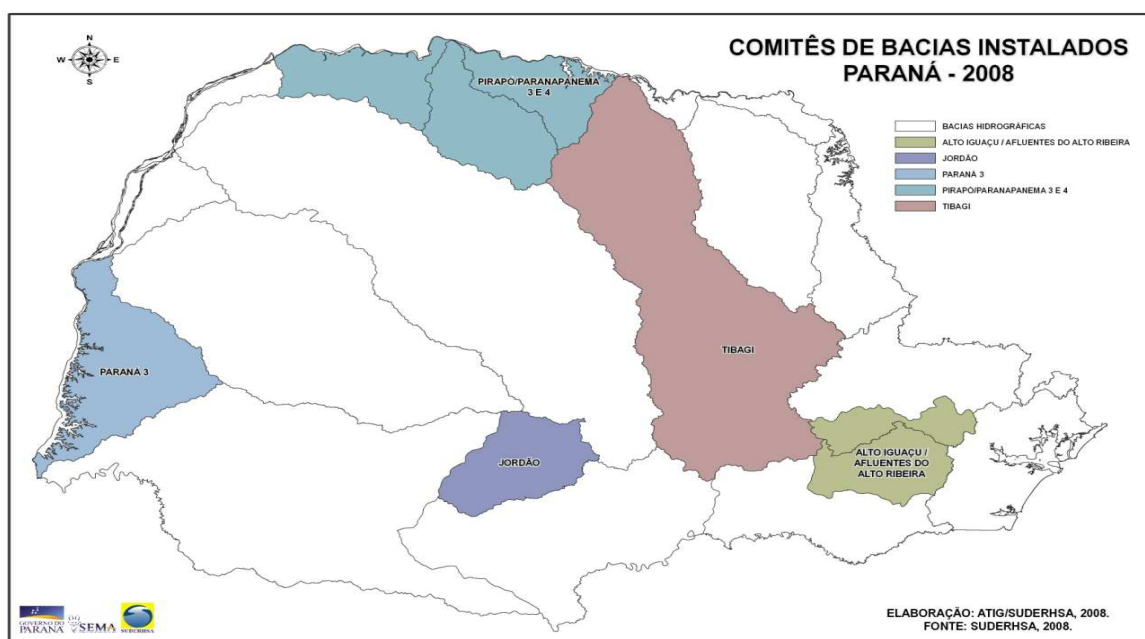 COMITÊS DE BACIAS INSTALADOS
PARANÁ - 2008
N
W
E
S
BACIAS HIDROGRÁFICAS
ALTO IGUAÇU / AFLUENTES DO ALTO RIBEIRA
JORDÃO
PARANÁ 3
PIRAPÓ/PARANAPANEMA 3 E 4
TIBAGI
PIRAPÓ/PARANAPANEMA
3 E 4
TIBAGI
PARANÁ 3
JORDÃO
ALTO IGUAÇU /
AFLUENTES DO
ALTO RIBEIRA
GOVERNO DO
PARANÁ
SEMA
SUDERHSA
ELABORAÇÃO: ATIG/SUDERHSA, 2008.
FONTE: SUDERHSA, 2008.